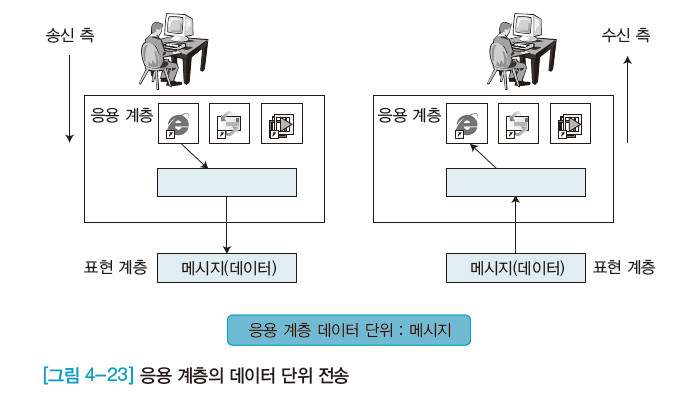 송신 측
수신 측
응용 계층
응용 계층
표현 계층
메시지(데이터)
메시지(데이터)
표현 계층
응용 계층 데이터 단위 : 메시지
[그림 4-23] 응용 계층의 데이터 단위 전송